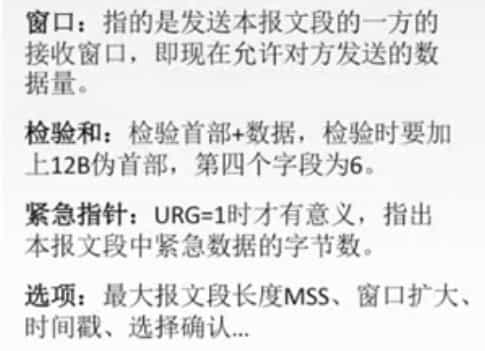 窗口：指的是发送本报文段的一方的
接收窗口，即现在允许对方发送的数
据量。
检验和：检验首部+数据，检验时要加
上12B伪首部，第四个字段为6。
紧急指针：URG=1时才有意义，指出
本报文段中紧急数据的字节数。
选项：最大报文段长度MSS、窗口扩大、
时间戳、选择确认...